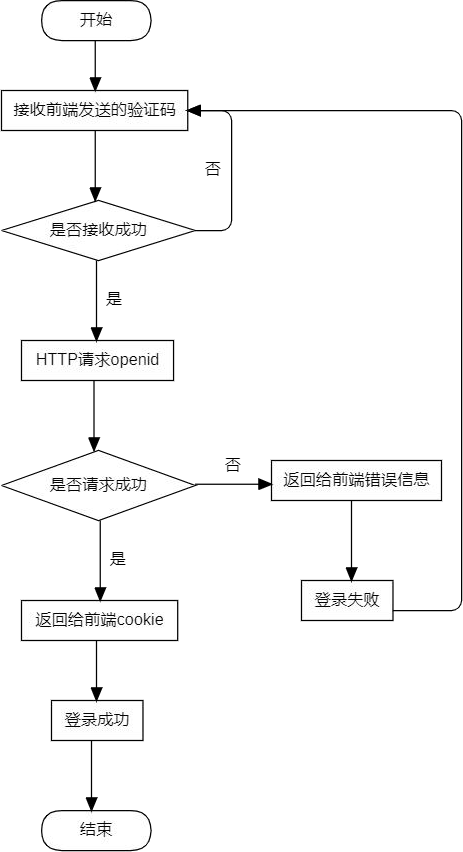 开始
接收前端发送的验证码
否
是否接收成功
是
HTTP请求openid
是否请求成功
否
返回给前端错误信息
是
登录失败
返回给前端cookie
登录成功
结束